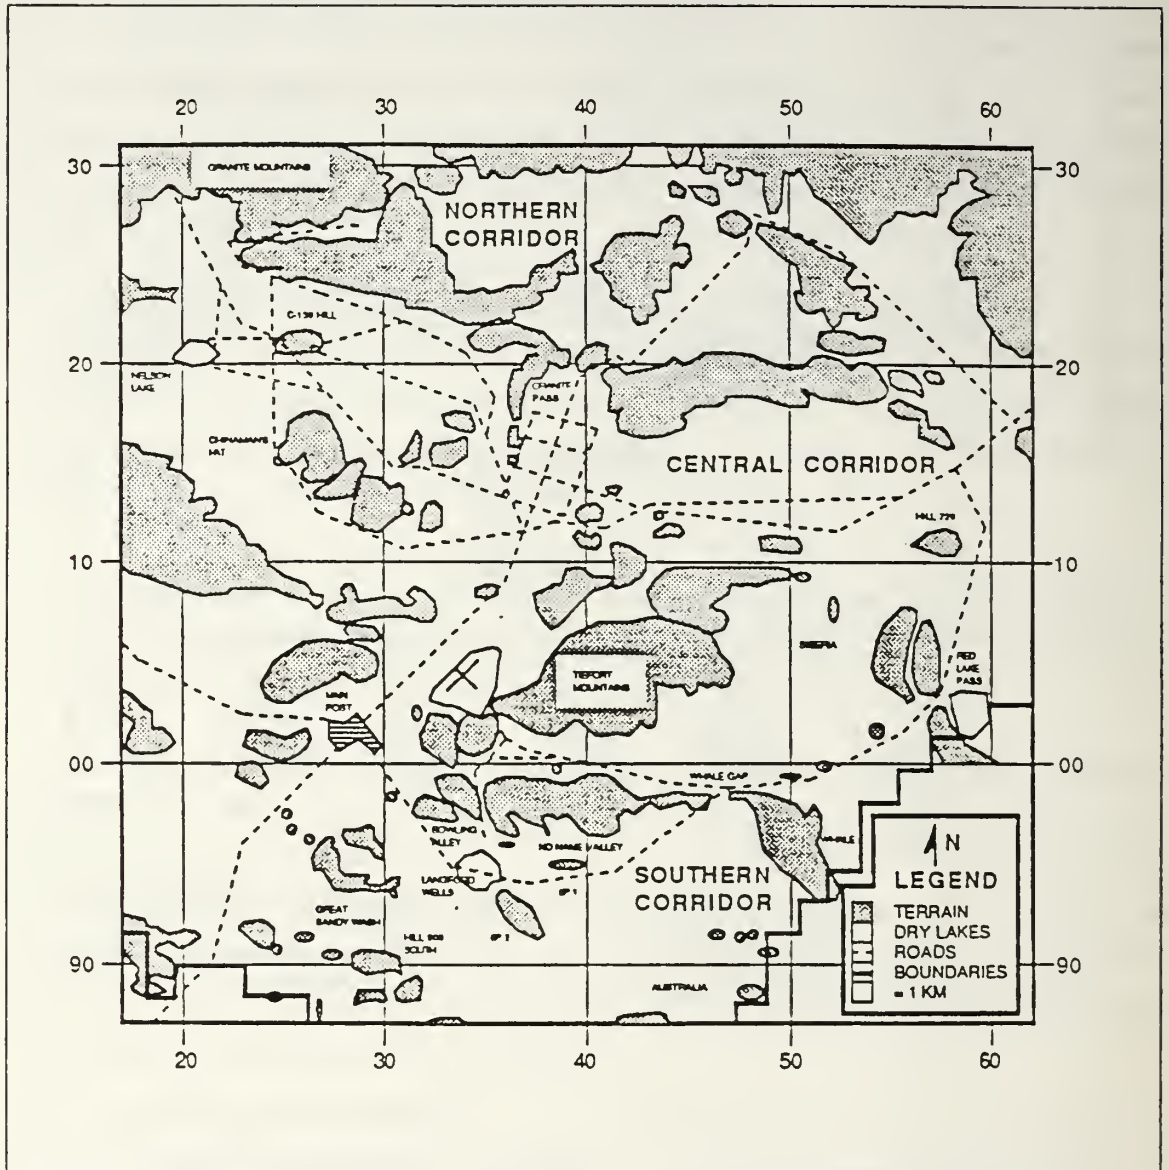 20 30 40 50 60
30 30
GRANITE MOUNTAINS
NORTHERN
CORRIDOR
C-130 HILL
20 20
NELSON
LAKE
GRANITE
PASS
CHINAMAN'S
HAT
CENTRAL CORRIDOR
HILL 720
10 10
SIBERIA
RED
LAKE
PASS
TIEFORT
MOUNTAINS
MAIN
POST
00 00
WHALE GAP
BOWLING
ALLEY
NO NAME VALLEY
WHALE
N
LANGFORD
WELLS
SOUTHERN
CORRIDOR
LEGEND
GREAT
SANDY WASH
TERRAIN
DRY LAKES
ROADS
BOUNDARIES
= 1 KM
HILL
SOUTH
90 90
AUSTRALIA
20 30 40 50 60